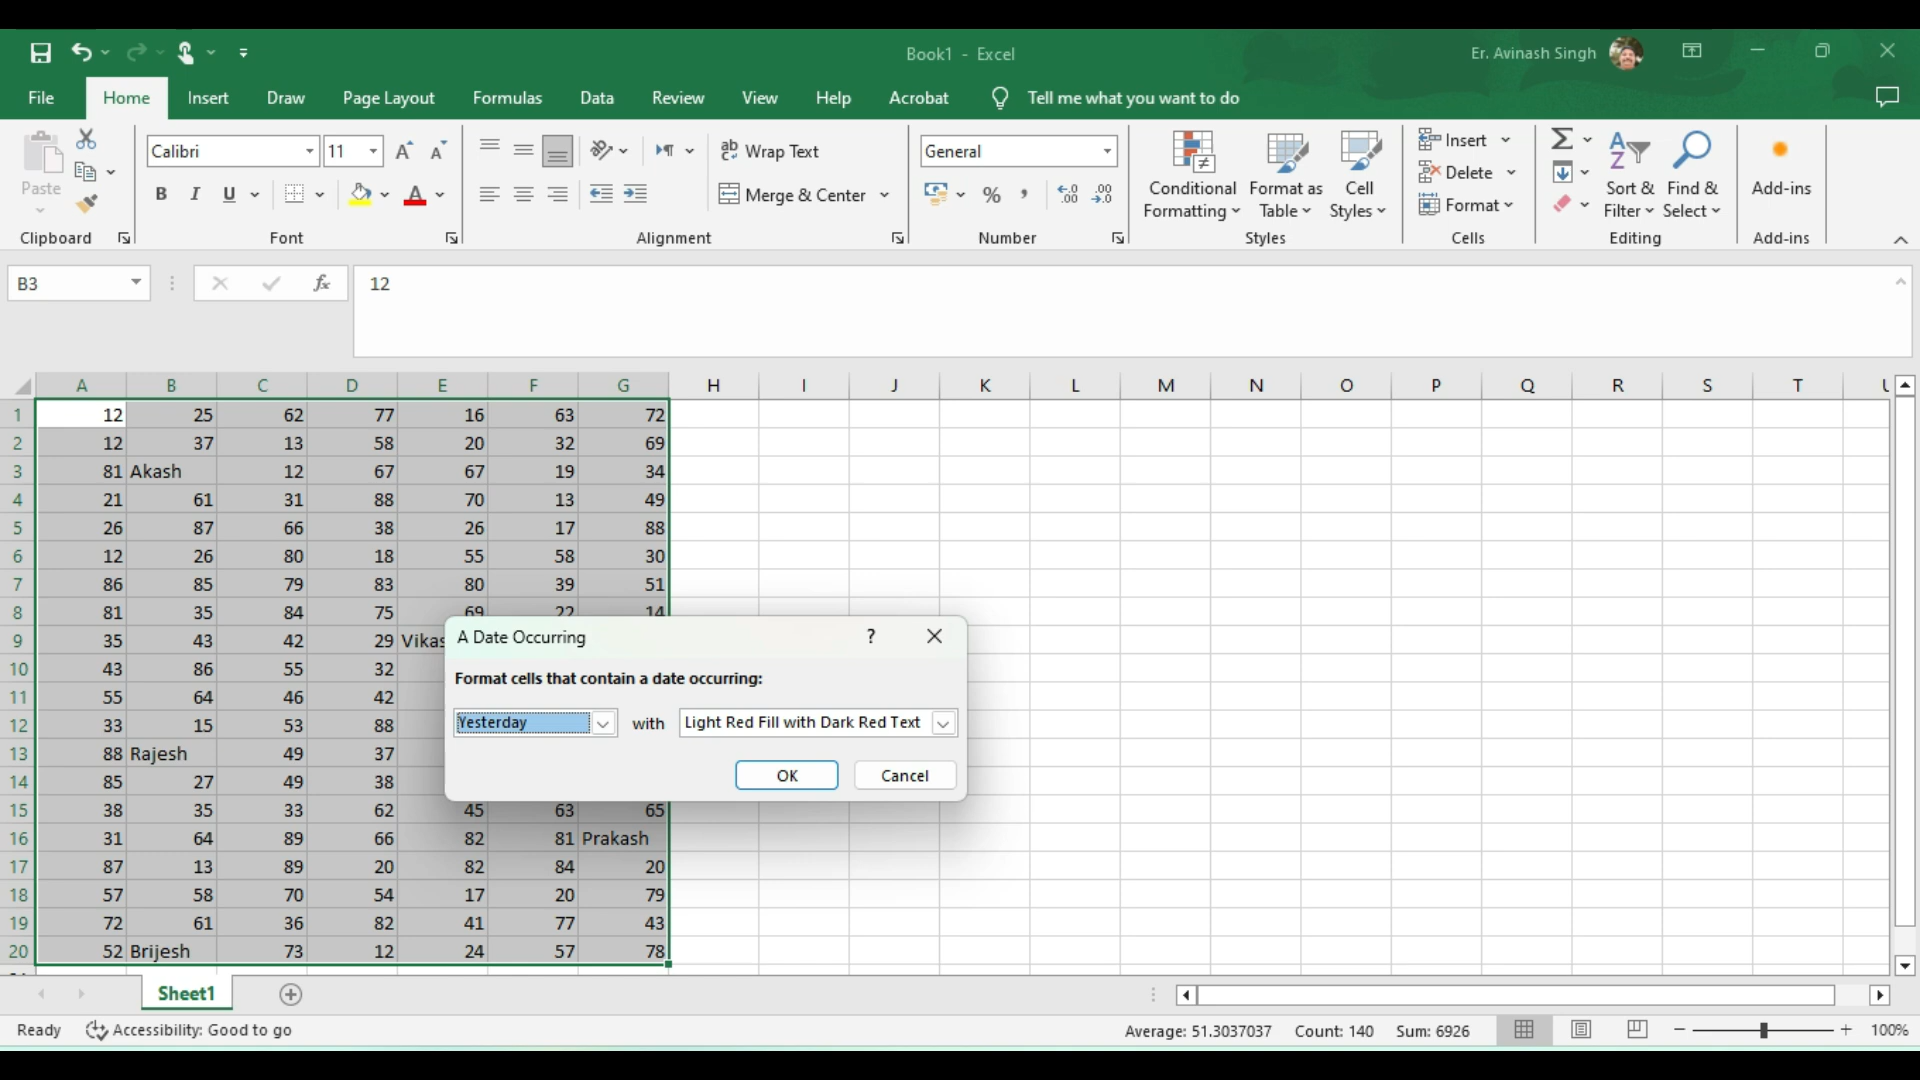 Book1 - Excel
Er. Avinash Singh
File Home Insert Draw Page Layout Formulas Data Review View Help Acrobat Tell me what you want to do
Paste
Clipboard
Calibri 11
B I U
Font
ab Wrap Text
Merge & Center
Alignment
General
% , .00 .00
Number
Conditional Formatting
Format as Table
Cell Styles
Styles
Insert
Delete
Format
Cells
Sort & Filter
Find & Select
Editing
Add-ins
Add-ins
B3 fx 12
A B C D E F G H I J K L M N O P Q R S T
1 12 25 62 77 16 63 72
2 12 37 13 58 20 32 69
3 81 Akash 12 67 67 19 34
4 21 61 31 88 70 13 49
5 26 87 66 38 26 17 88
6 12 26 80 18 55 58 30
7 86 85 79 83 80 39 51
8 81 35 84 75 69 22 14
9 35 43 42 29 Vikas
10 43 86 55 32
11 55 64 46 42
12 33 15 53 88
13 88 Rajesh 49 37
14 85 27 49 38
15 38 35 33 62 45 63 65
16 31 64 89 66 82 81 Prakash
17 87 13 89 20 82 84 20
18 57 58 70 54 17 20 79
19 72 61 36 82 41 77 43
20 52 Brijesh 73 12 24 57 78
A Date Occurring ?
Format cells that contain a date occurring:
Yesterday with Light Red Fill with Dark Red Text
OK Cancel
Sheet1
Ready Accessibility: Good to go
Average: 51.3037037 Count: 140 Sum: 6926 100%